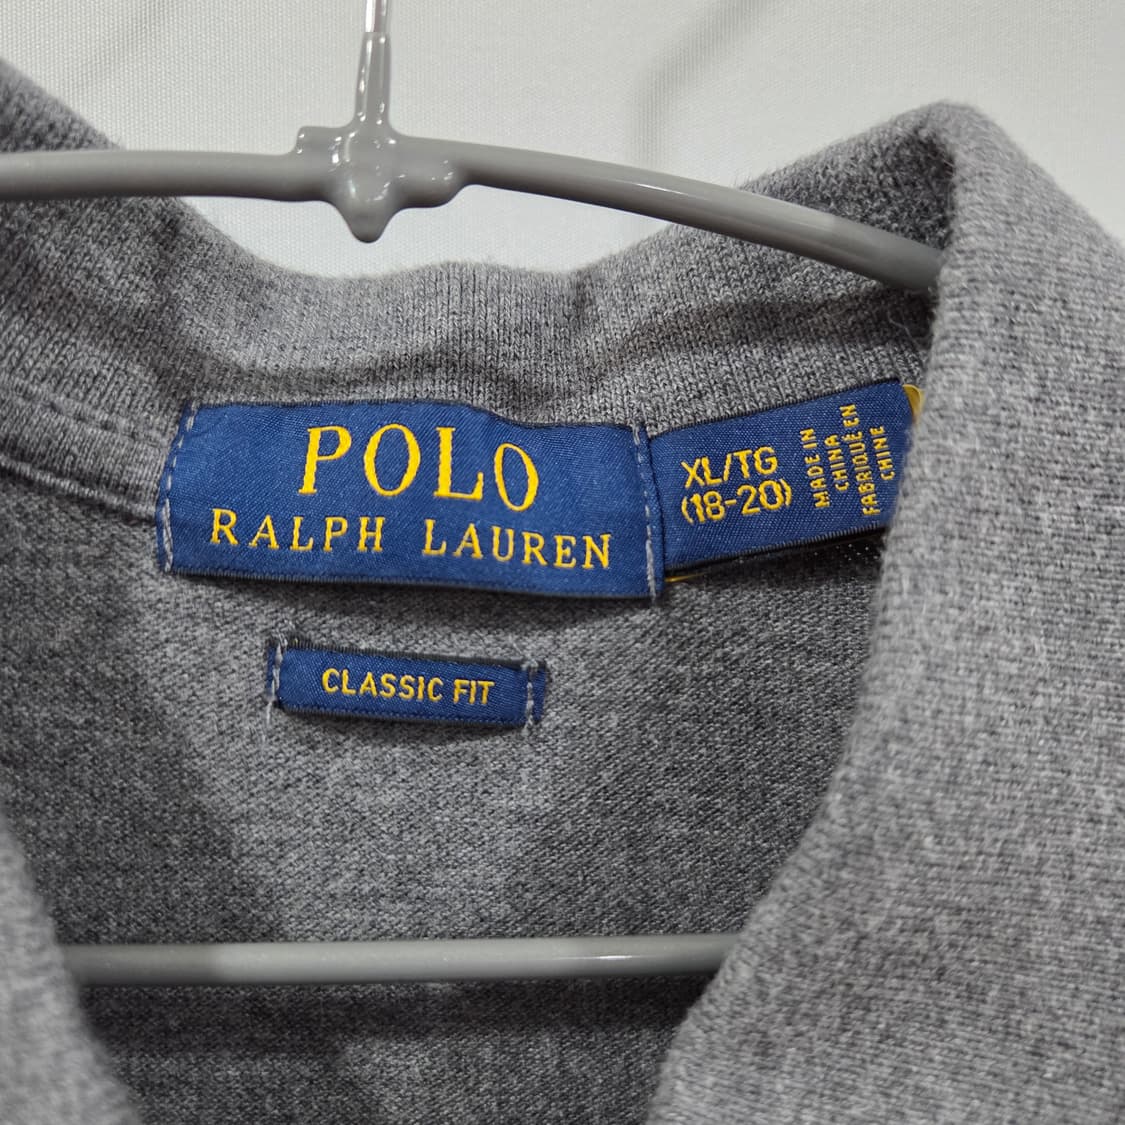 POLO
RALPH LAUREN
XL/TG
(18-20)
MADE IN
CHINA
FABRIQUÉ EN
CHINE
CLASSIC FIT